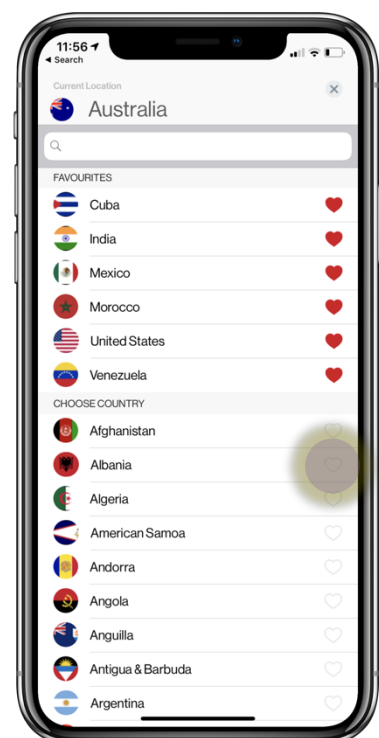 11:56
◀ Search
Current Location
Australia
FAVOURITES
Cuba
India
Mexico
Morocco
United States
Venezuela
CHOOSE COUNTRY
Afghanistan
Albania
Algeria
American Samoa
Andorra
Angola
Anguilla
Antigua & Barbuda
Argentina